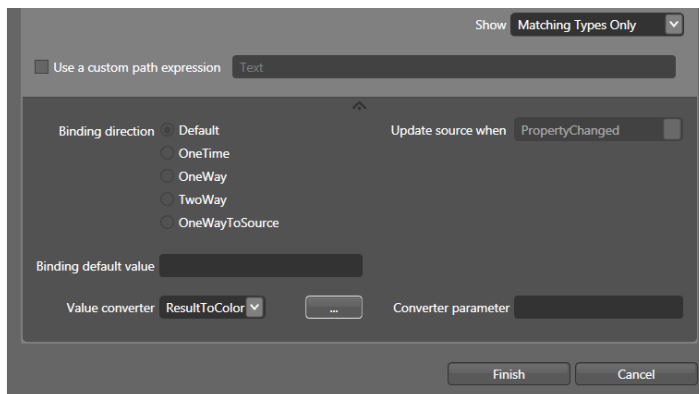 Show Matching Types Only
Use a custom path expression Text
Binding direction Default Update source when PropertyChanged
OneTime
OneWay
TwoWay
OneWayToSource
Binding default value
Value converter ResultToColor ... Converter parameter
Finish Cancel